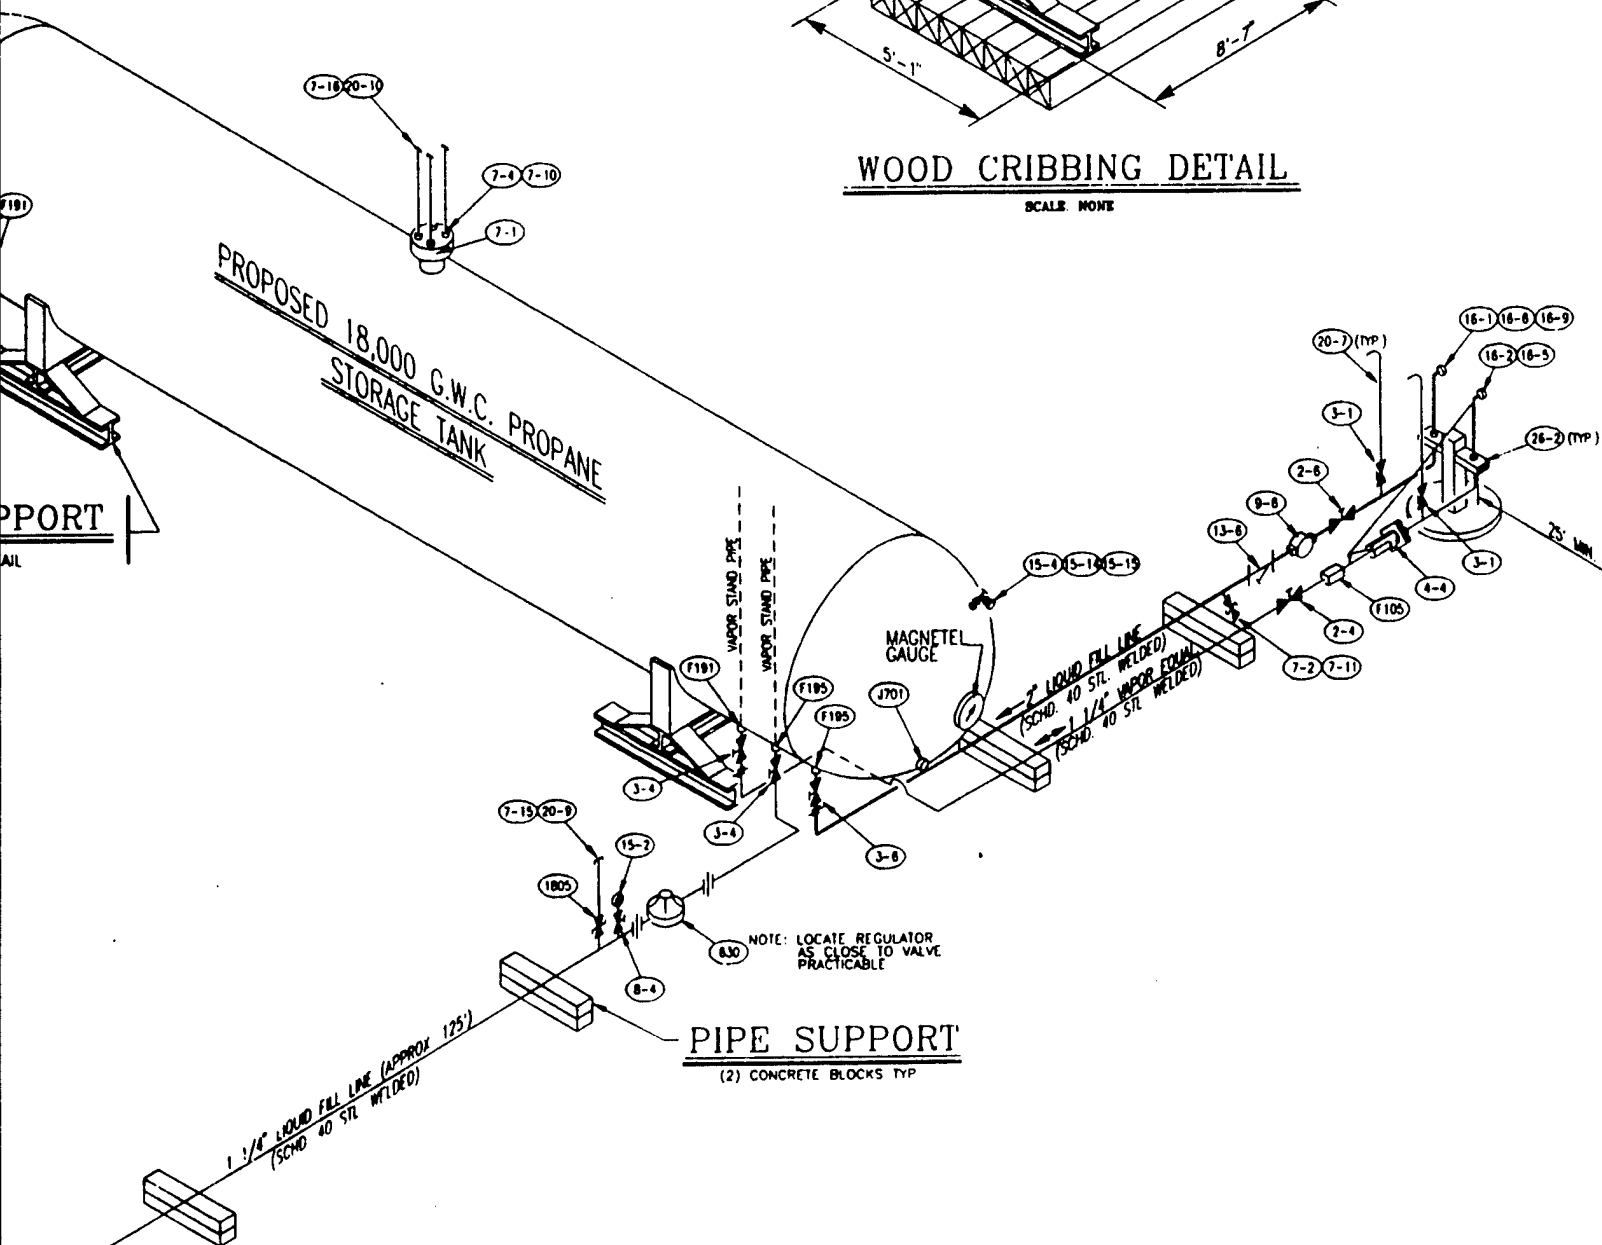 5'-1"
8'-7"
WOOD CRIBBING DETAIL
SCALE NONE
7-16 20-10
7-4 7-10
7-1
F191
PROPOSED 18,000 G.W.C. PROPANE
STORAGE TANK
PPORT
AIL
16-1 16-6 16-9
20-7 (TYP)
16-2 16-5
3-1
26-2 (TYP)
2-6
9-6
13-6
25' MIN.
3-1
4-4
F105
2-4
7-2 7-11
15-4 15-14 15-15
VAPOR STAND PIPE
VAPOR STAND PIPE
MAGNETEL
GAUGE
2" LIQUID FILL LINE
(SCHD. 40 STL. WELDED)
1 1/4" VAPOR EQUAL
(SCHD. 40 STL WELDED)
F191
F195
F195
J701
3-4
3-4
3-6
7-15 20-9
15-2
1805
630
8-4
NOTE: LOCATE REGULATOR
AS CLOSE TO VALVE
PRACTICABLE
PIPE SUPPORT
(2) CONCRETE BLOCKS TYP
1 1/4" LIQUID FILL LINE (APPROX 125')
(SCHD 40 STL WELDED)